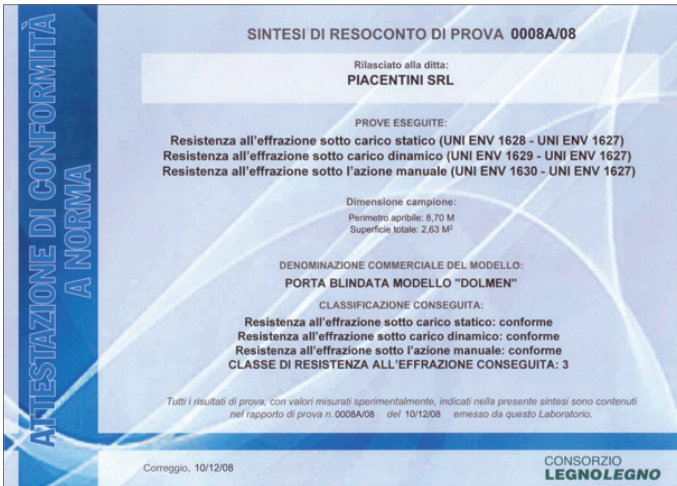 ATTESTAZIONE DI CONFORMITÀ
A NORMA
SINTESI DI RESOCONTO DI PROVA 0008A/08
Rilasciato alla ditta:
PIACENTINI SRL
PROVE ESEGUITE:
Resistenza all'effrazione sotto carico statico (UNI ENV 1628 - UNI ENV 1627)
Resistenza all'effrazione sotto carico dinamico (UNI ENV 1629 - UNI ENV 1627)
Resistenza all'effrazione sotto l'azione manuale (UNI ENV 1630 - UNI ENV 1627)
Dimensione campione:
Perimetro apribile: 8,70 M
Superficie totale: 2,63 M²
DENOMINAZIONE COMMERCIALE DEL MODELLO:
PORTA BLINDATA MODELLO "DOLMEN"
CLASSIFICAZIONE CONSEGUITA:
Resistenza all'effrazione sotto carico statico: conforme
Resistenza all'effrazione sotto carico dinamico: conforme
Resistenza all'effrazione sotto l'azione manuale: conforme
CLASSE DI RESISTENZA ALL'EFFRAZIONE CONSEGUITA: 3
Tutti i risultati di prova, con valori misurati sperimentalmente, indicati nella presente sintesi sono contenuti
nel rapporto di prova n.0008A/08 del 10/12/08 emesso da questo Laboratorio.
Correggio, 10/12/08
CONSORZIO
LEGNOLEGNO